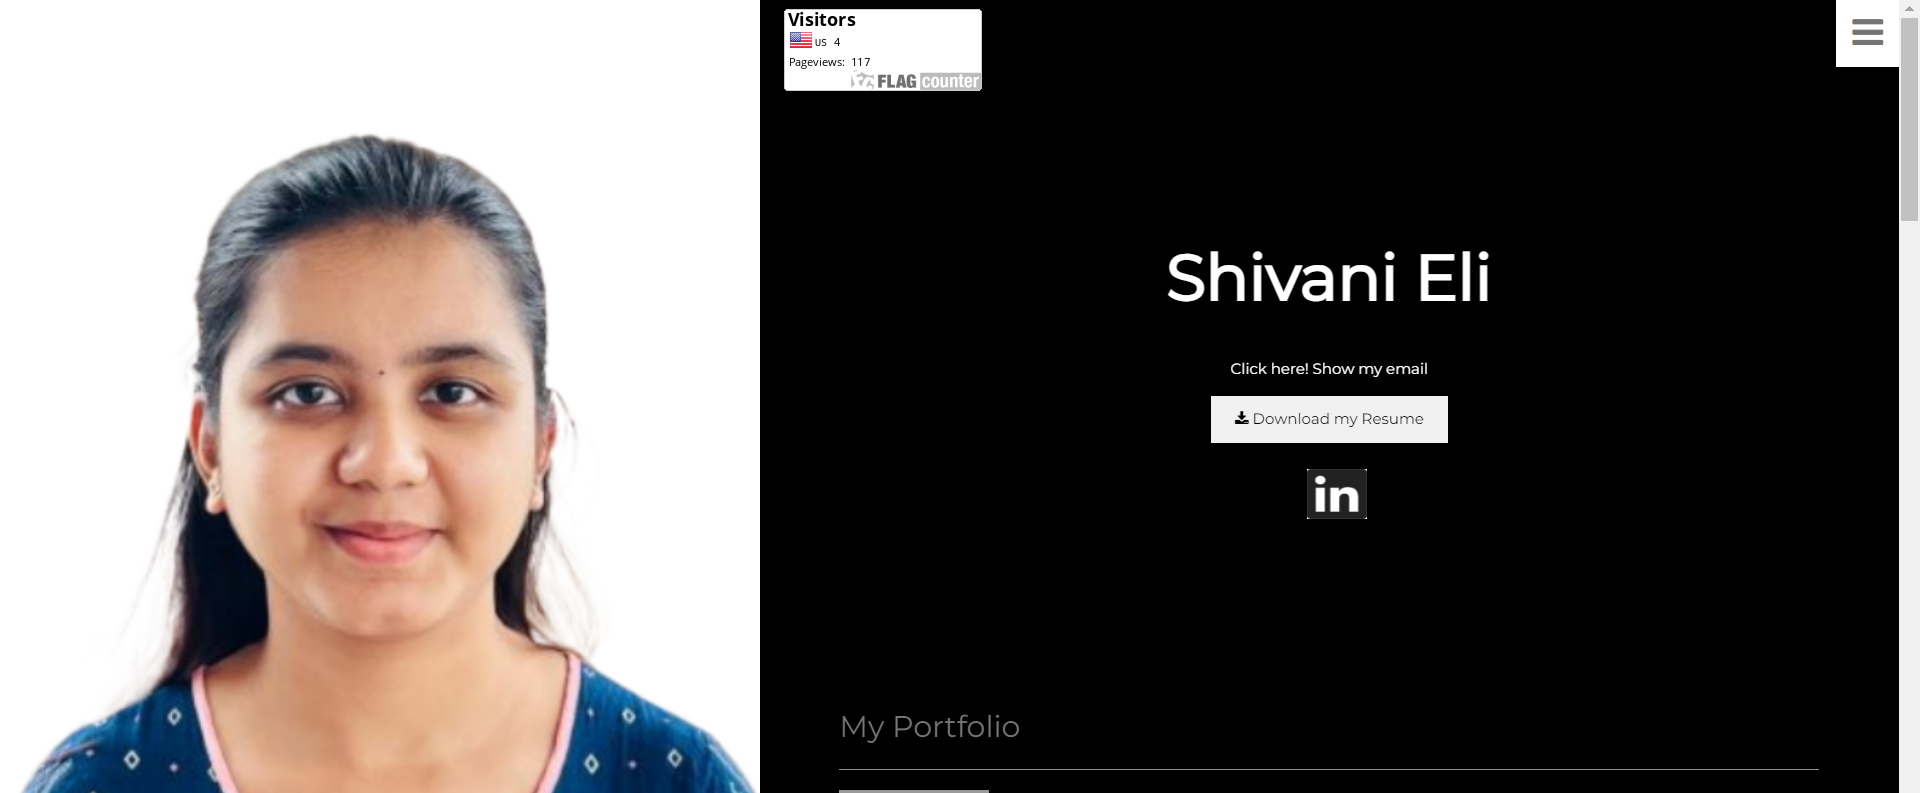 Visitors
US 4
Pageviews: 117
FLAG counter
Shivani Eli
Click here! Show my email
Download my Resume
in
My Portfolio